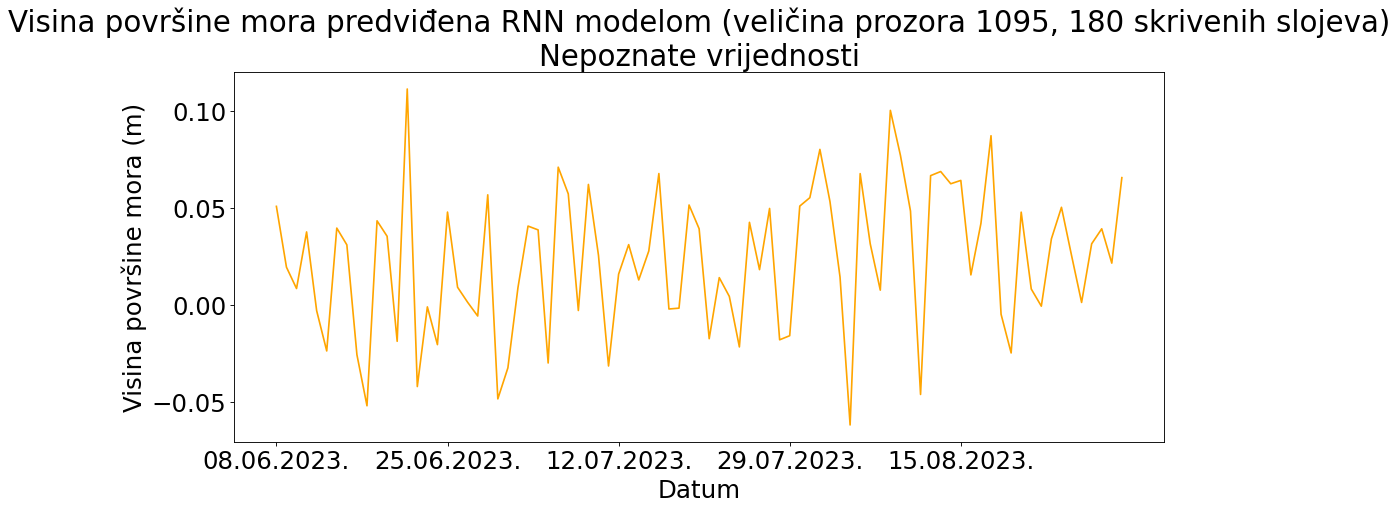 Visina površine mora predviđena RNN modelom (veličina prozora 1095, 180 skrivenih slojeva)
Nepoznate vrijednosti
Visina površine mora (m)
0.10
0.05
0.00
−0.05
08.06.2023.
25.06.2023.
12.07.2023.
29.07.2023.
15.08.2023.
Datum